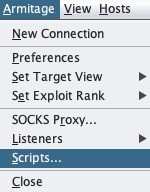 Armitage View Hosts
New Connection
Preferences
Set Target View
Set Exploit Rank
SOCKS Proxy...
Listeners
Scripts...
Close